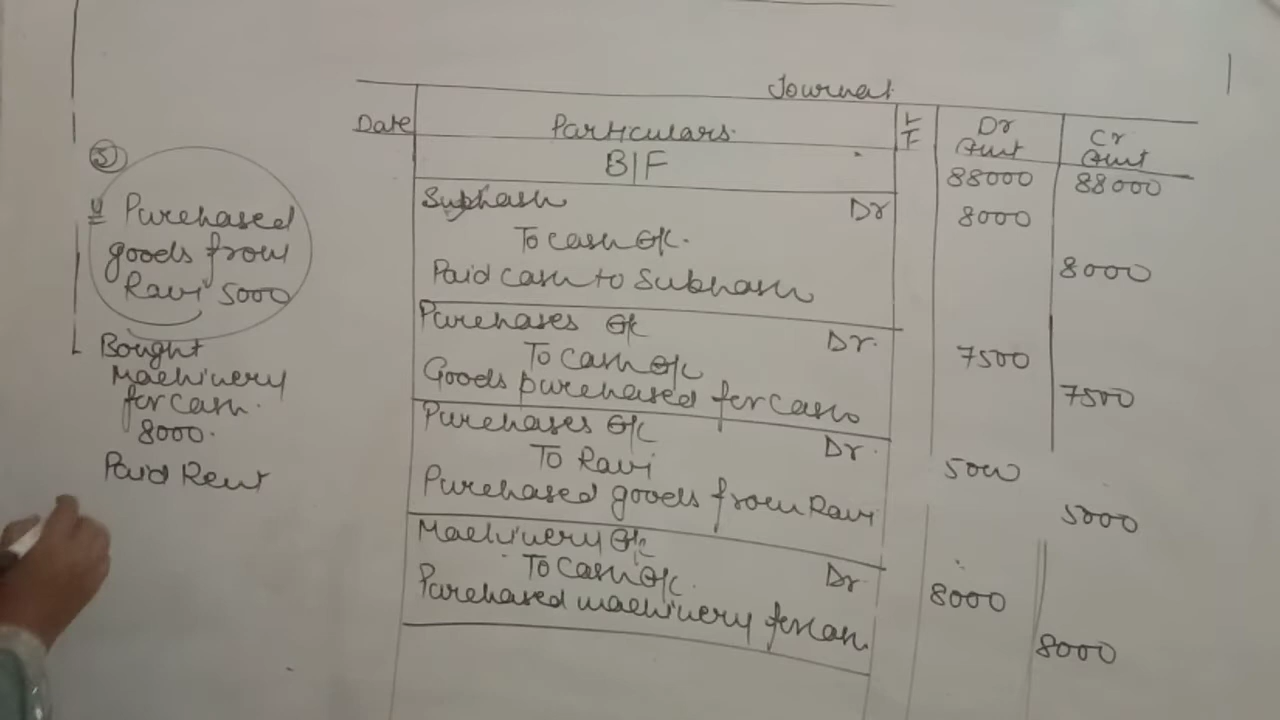 Journal
Date Particulars. LF Dr Amt Cr Amt
B/F 88000 88000
Subhash Dr 8000
To cash A/c.
8000
Paid cash to Subhash
Purchases A/c Dr. 7500
To Cash A/c
7500
Goods purchased for Cash
Purchases A/c Dr. 5000
To Ravi
5000
Purchased goods from Ravi
Machinery A/c Dr. 8000
To Cash A/c.
8000
Purchased machinery for cas.
5
4 Purchased
goods from
Ravi 5000
Bought
Machinery
for Cash.
8000.
Paid Rent